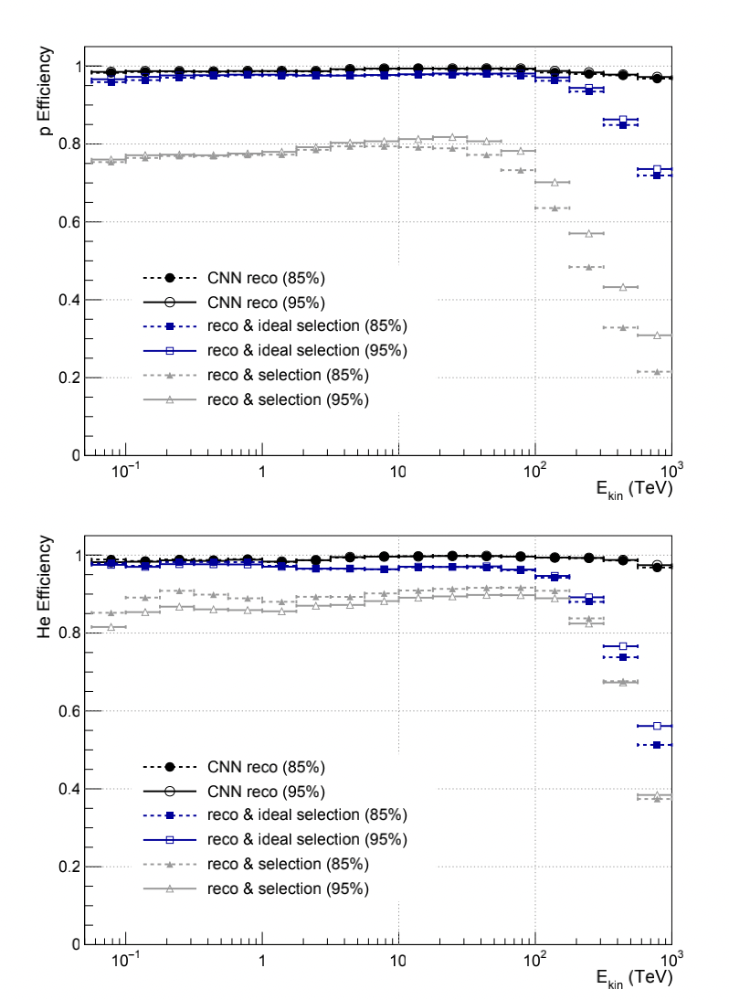 p Efficiency
1
0.8
0.6
0.4
0.2
0
CNN reco (85%)
CNN reco (95%)
reco & ideal selection (85%)
reco & ideal selection (95%)
reco & selection (85%)
reco & selection (95%)
10⁻¹ 1 10 10² 10³
E_kin (TeV)
He Efficiency
1
0.8
0.6
0.4
0.2
0
CNN reco (85%)
CNN reco (95%)
reco & ideal selection (85%)
reco & ideal selection (95%)
reco & selection (85%)
reco & selection (95%)
10⁻¹ 1 10 10² 10³
E_kin (TeV)